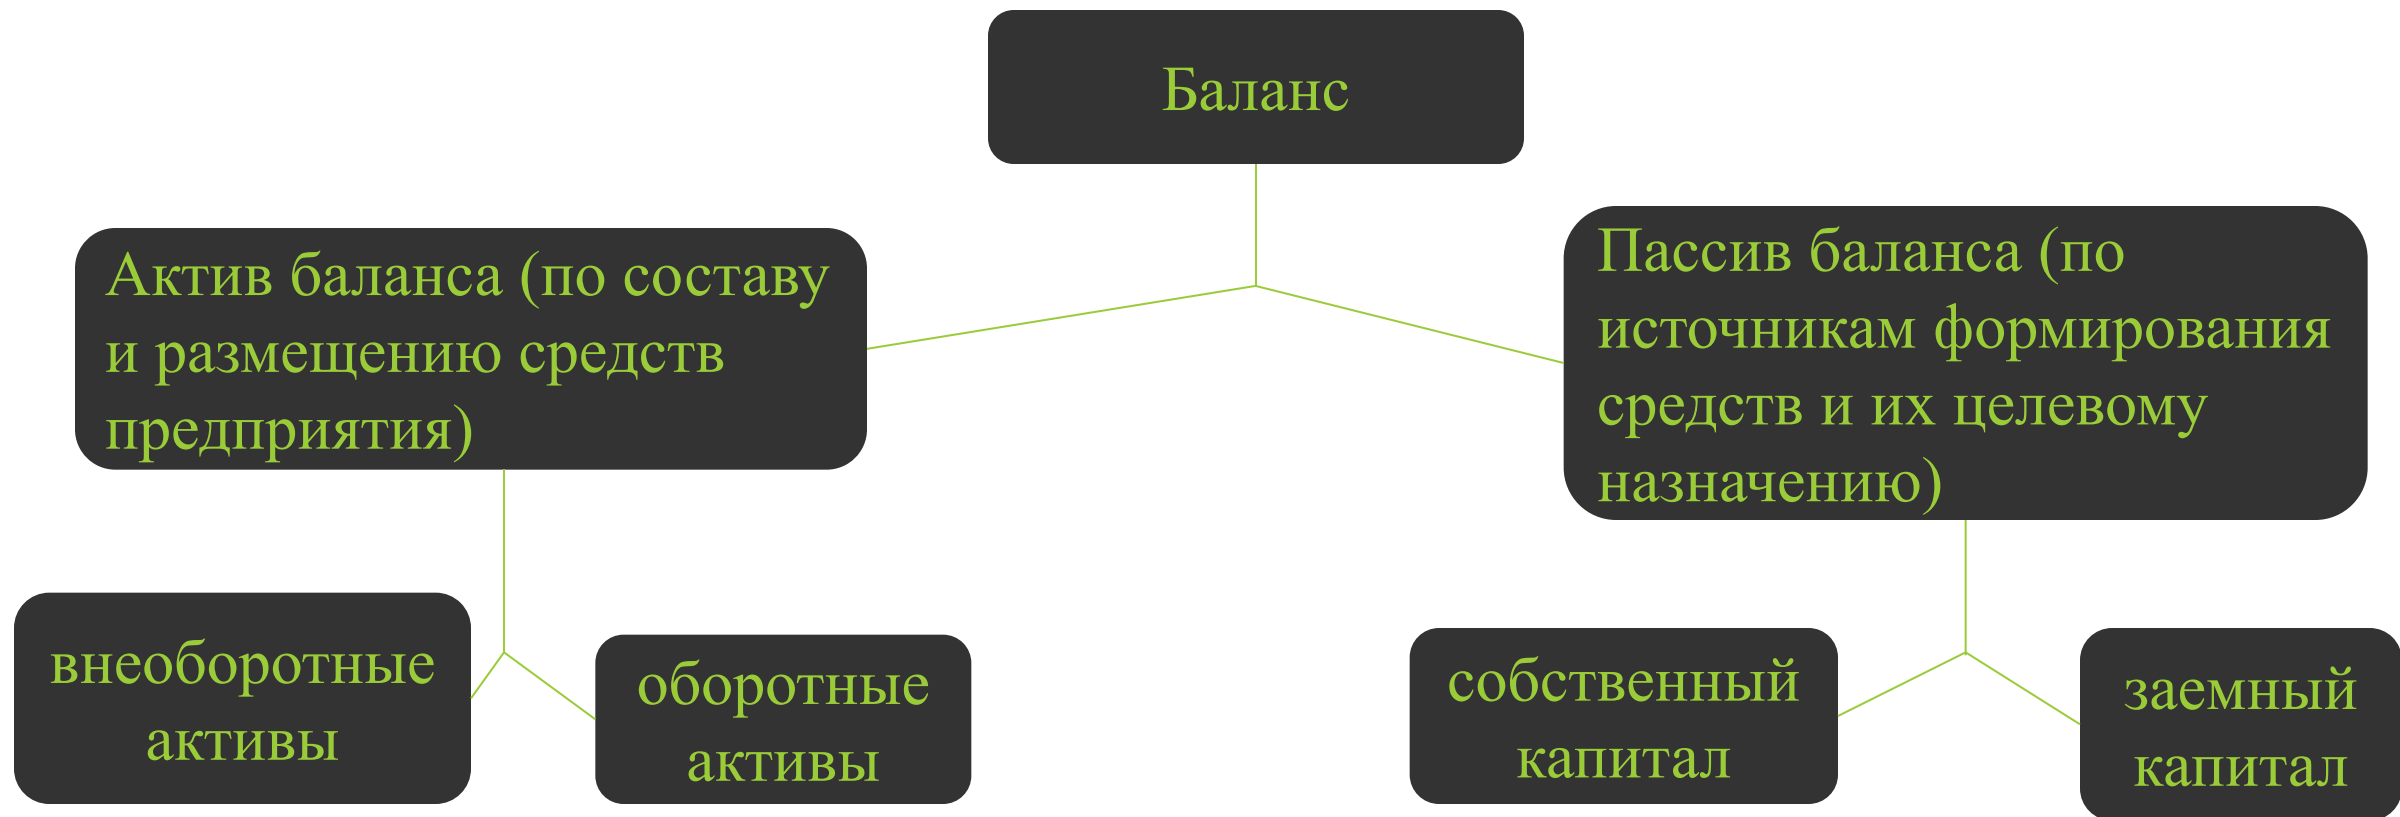 Баланс
Актив баланса (по составу
и размещению средств
предприятия)
Пассив баланса (по
источникам формирования
средств и их целевому
назначению)
внеоборотные
активы
оборотные
активы
собственный
капитал
заемный
капитал